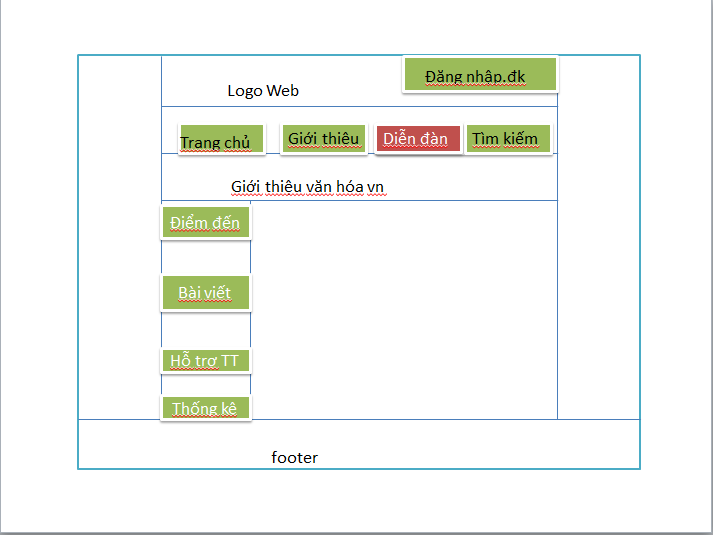 Đăng nhập.đk
Logo Web
Trang chủ
Giới thiêu
Diễn đàn
Tìm kiếm
Giới thiệu văn hóa vn
Điểm đến
Bài viết
Hỗ trơ TT
Thống kê
footer